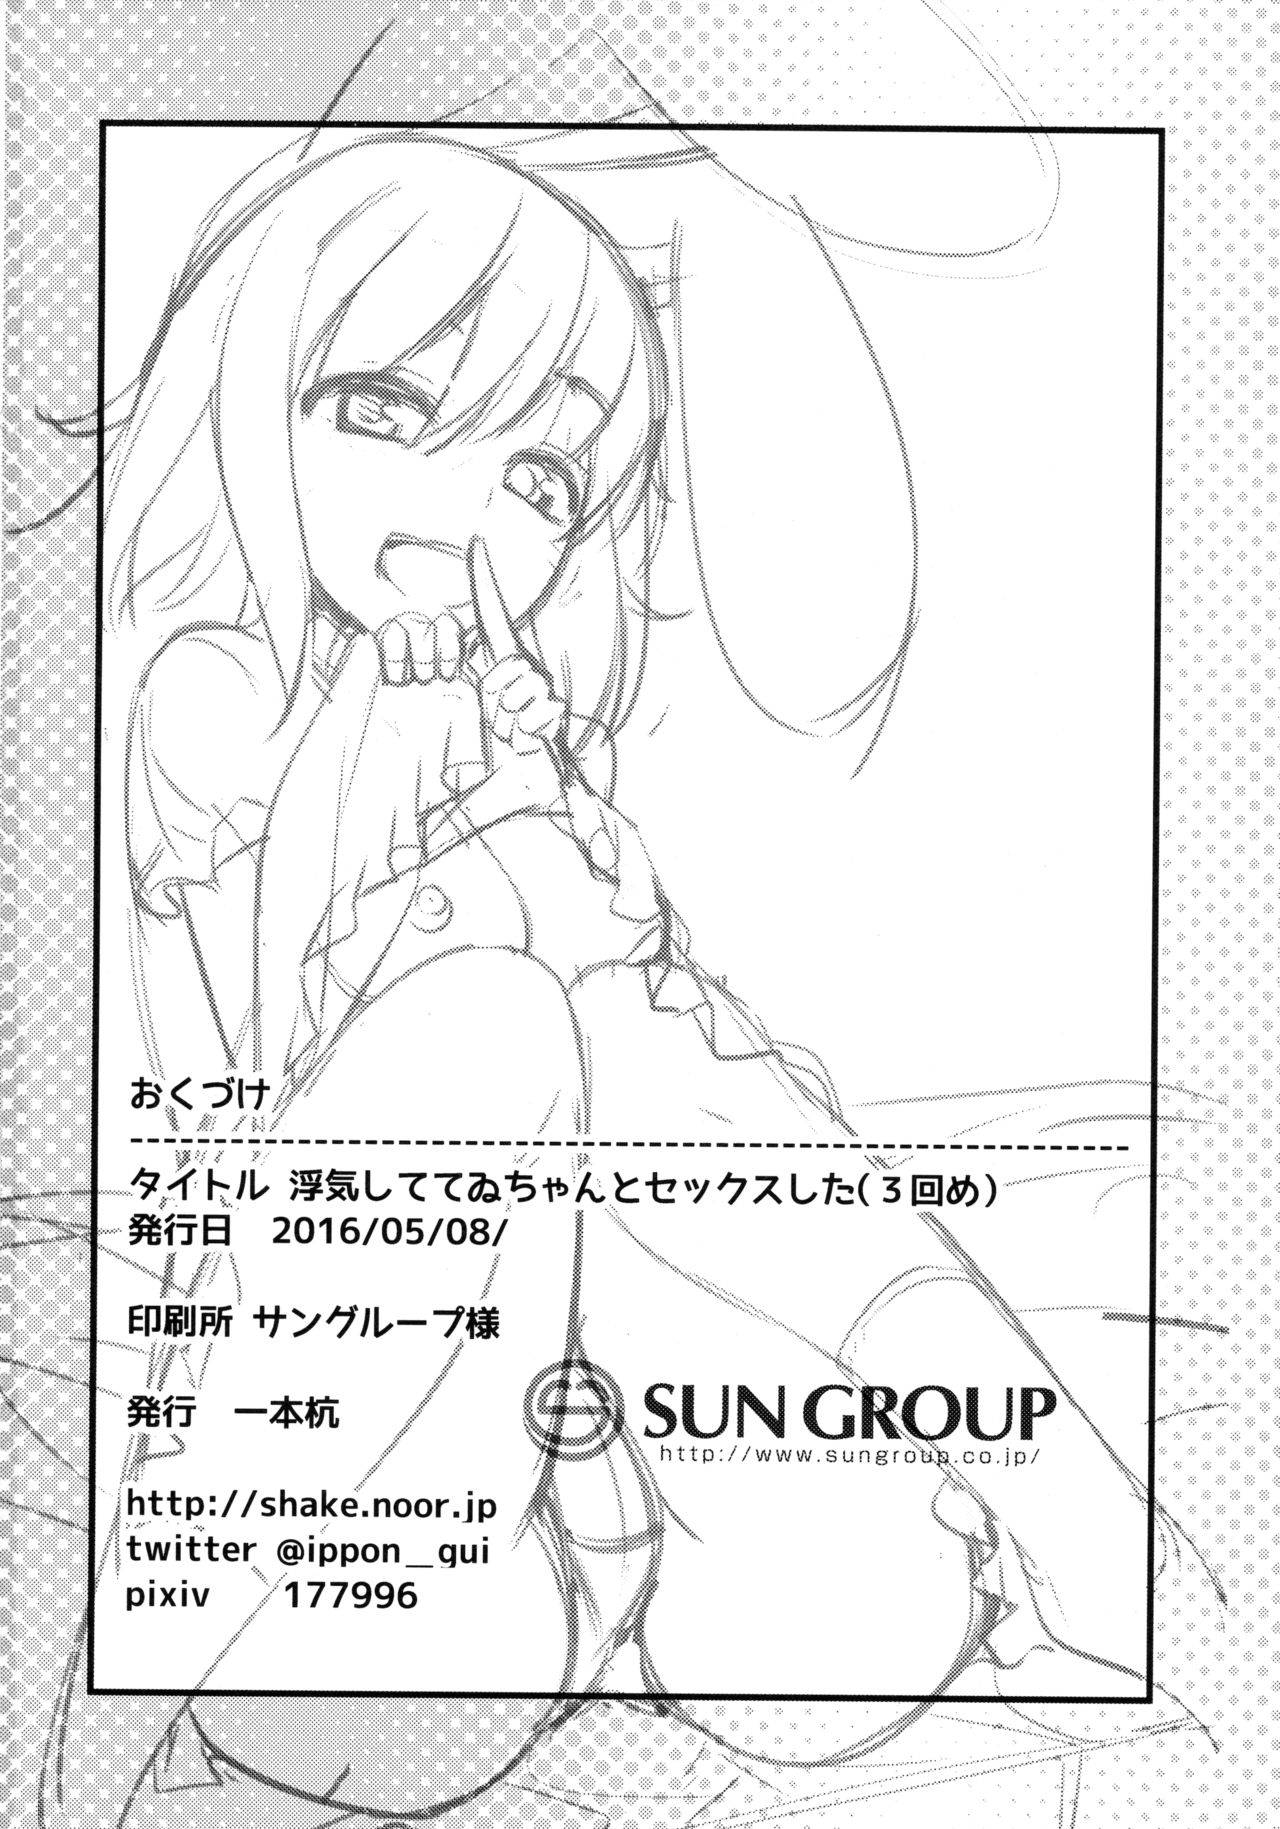 おくづけ
タイトル 浮気しててゐちゃんとセックスした(３回め)
発行日　2016/05/08/
印刷所 サングループ様
発行　一本杭
SUN GROUP
http://www.sungroup.co.jp/
http://shake.noor.jp
twitter @ippon＿gui
pixiv　　177996